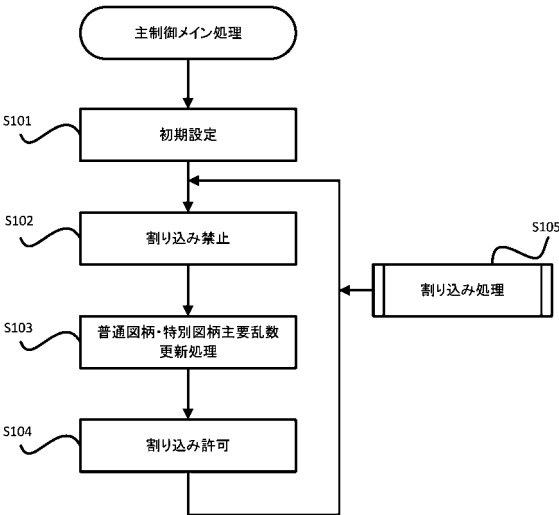 主制御メイン処理
S101
初期設定
S102
割り込み禁止
S105
割り込み処理
S103
普通図柄・特別図柄主要乱数
更新処理
S104
割り込み許可